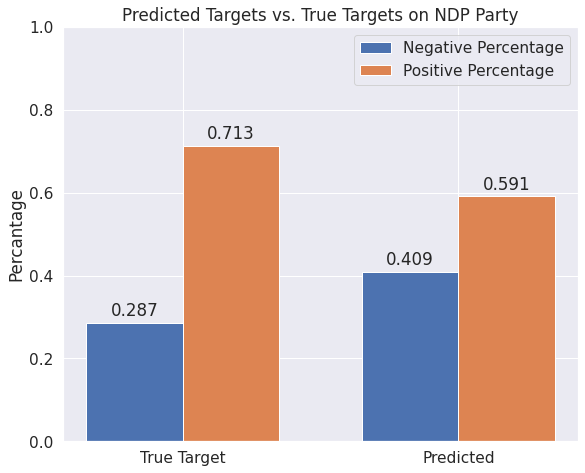 Predicted Targets vs. True Targets on NDP Party
1.0
0.8
0.6
0.4
0.2
0.0
Percantage
Negative Percentage
Positive Percentage
0.287
0.713
0.409
0.591
True Target
Predicted